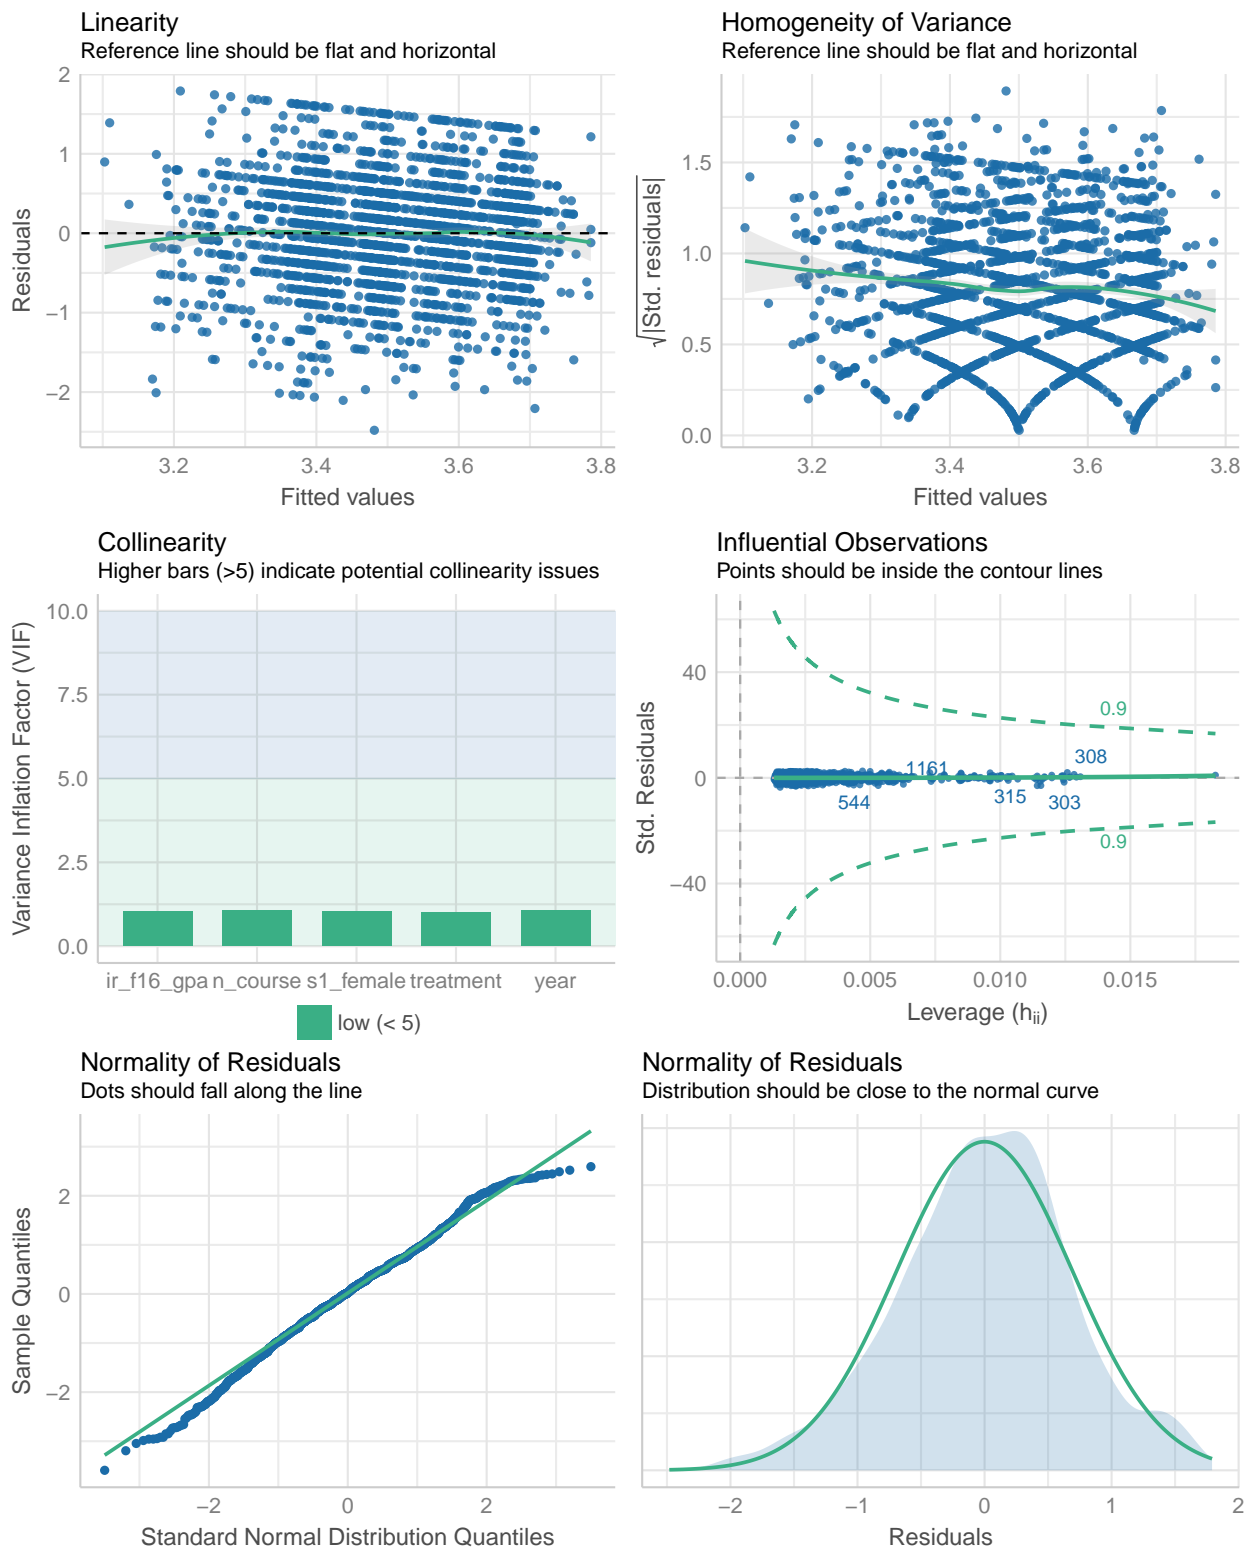 Linearity
Reference line should be flat and horizontal
2
1
0
−1
−2
Residuals
3.2
3.4
3.6
3.8
Fitted values
Homogeneity of Variance
Reference line should be flat and horizontal
1.5
1.0
0.5
0.0
√|Std. residuals|
3.2
3.4
3.6
3.8
Fitted values
Collinearity
Higher bars (>5) indicate potential collinearity issues
10.0
7.5
5.0
2.5
0.0
Variance Inflation Factor (VIF)
ir_f16_gpa n_course s1_female treatment year
low (< 5)
Influential Observations
Points should be inside the contour lines
40
0
−40
Std. Residuals
0.9
308
1161
544
315
303
0.9
0.000
0.005
0.010
0.015
Leverage (hii)
Normality of Residuals
Dots should fall along the line
2
0
−2
Sample Quantiles
−2
0
2
Standard Normal Distribution Quantiles
Normality of Residuals
Distribution should be close to the normal curve
−2
−1
0
1
2
Residuals